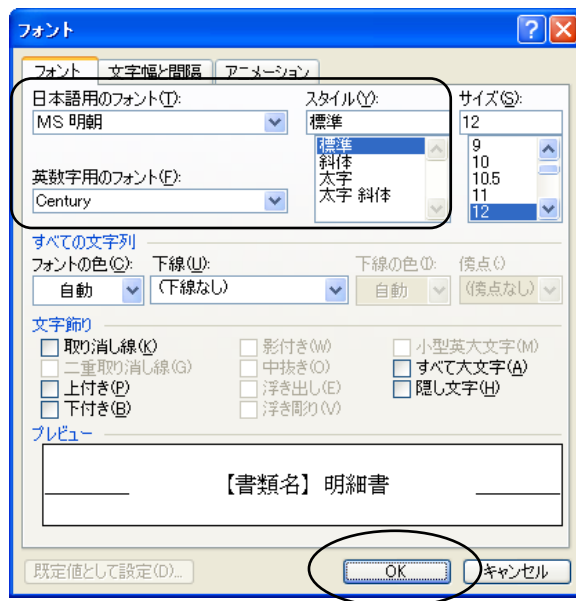 フォント
フォント 文字幅と間隔 アニメーション
日本語用のフォント(T): スタイル(Y): サイズ(S):
MS 明朝 標準 12
標準 9
斜体 10
太字 10.5
太字 斜体 11
12
英数字用のフォント(F):
Century
すべての文字列
フォントの色(C): 下線(U): 下線の色(I): 傍点(·)
自動 (下線なし) 自動 (傍点なし)
文字飾り
取り消し線(K) 影付き(W) 小型英大文字(M)
二重取り消し線(G) 中抜き(O) すべて大文字(A)
上付き(P) 浮き出し(E) 隠し文字(H)
下付き(B) 浮き彫り(V)
プレビュー
【書類名】明細書
既定値として設定(D)... OK キャンセル